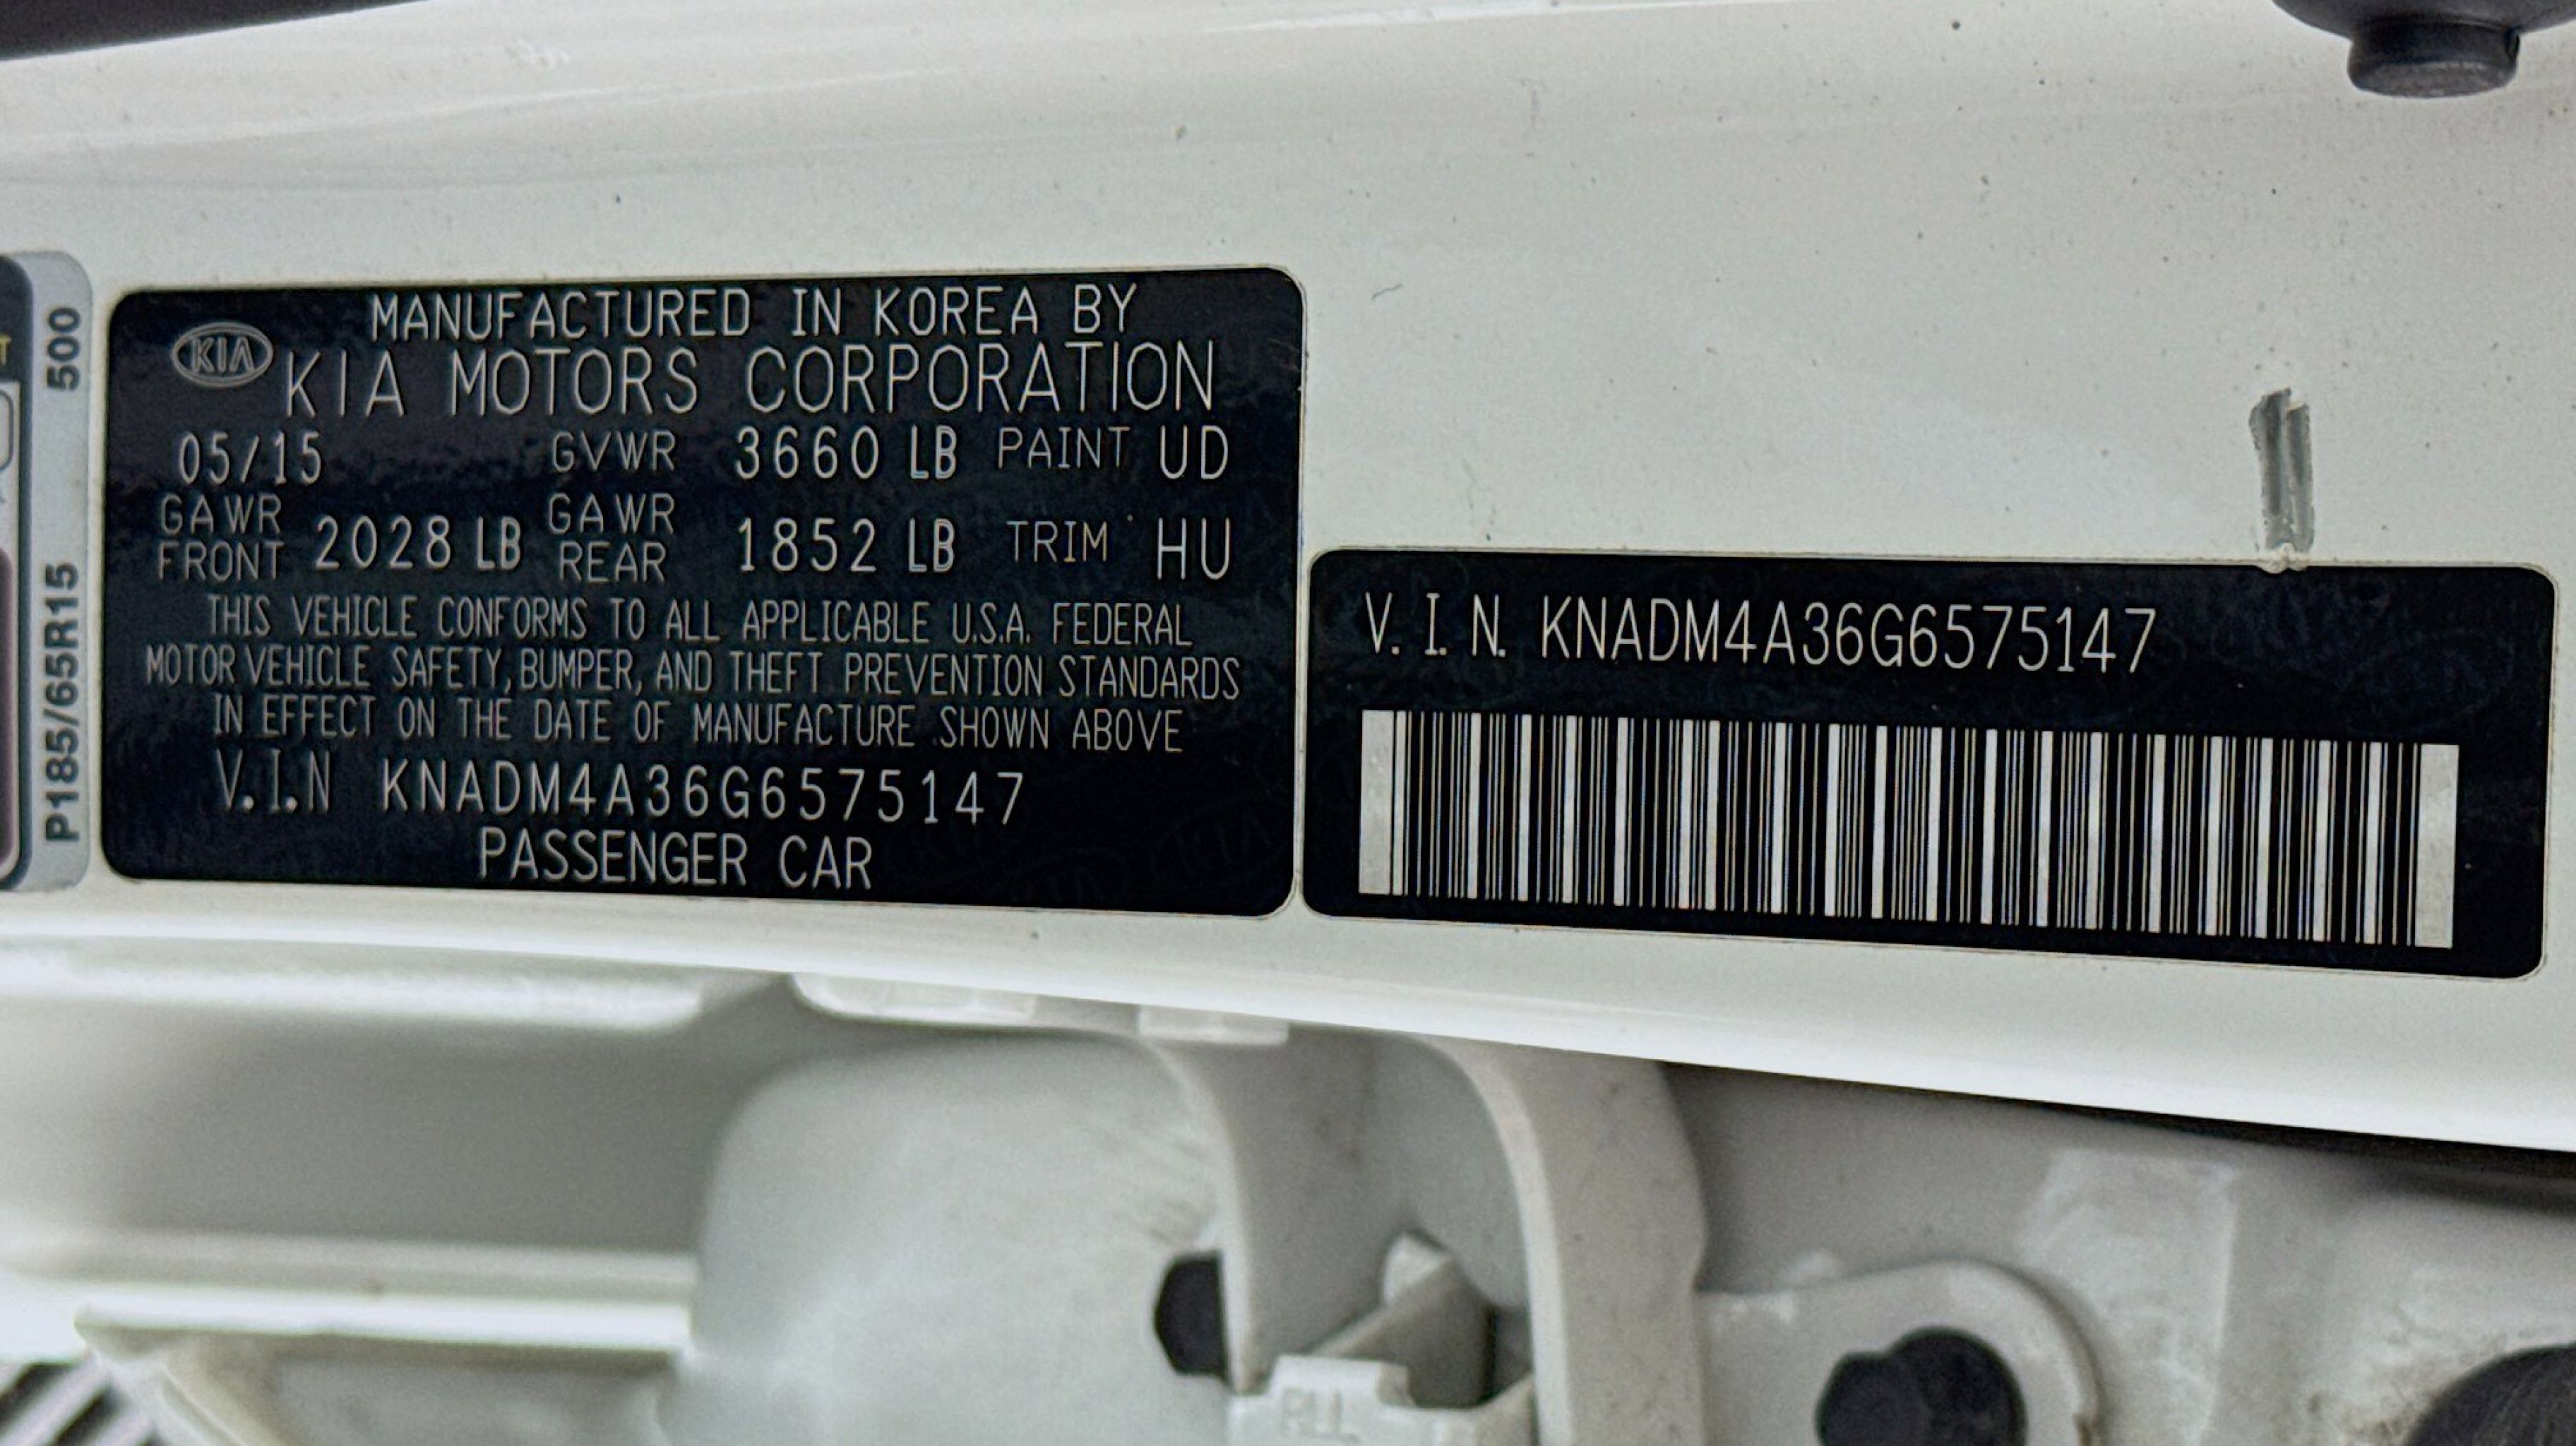 500
P185/65R15
MANUFACTURED IN KOREA BY
KIA KIA MOTORS CORPORATION
05/15 GVWR 3660 LB PAINT UD
GAWR FRONT 2028 LB GAWR REAR 1852 LB TRIM HU
THIS VEHICLE CONFORMS TO ALL APPLICABLE U.S.A. FEDERAL
MOTOR VEHICLE SAFETY, BUMPER, AND THEFT PREVENTION STANDARDS
IN EFFECT ON THE DATE OF MANUFACTURE SHOWN ABOVE
V.I.N KNADM4A36G6575147
PASSENGER CAR
V. I. N. KNADM4A36G6575147